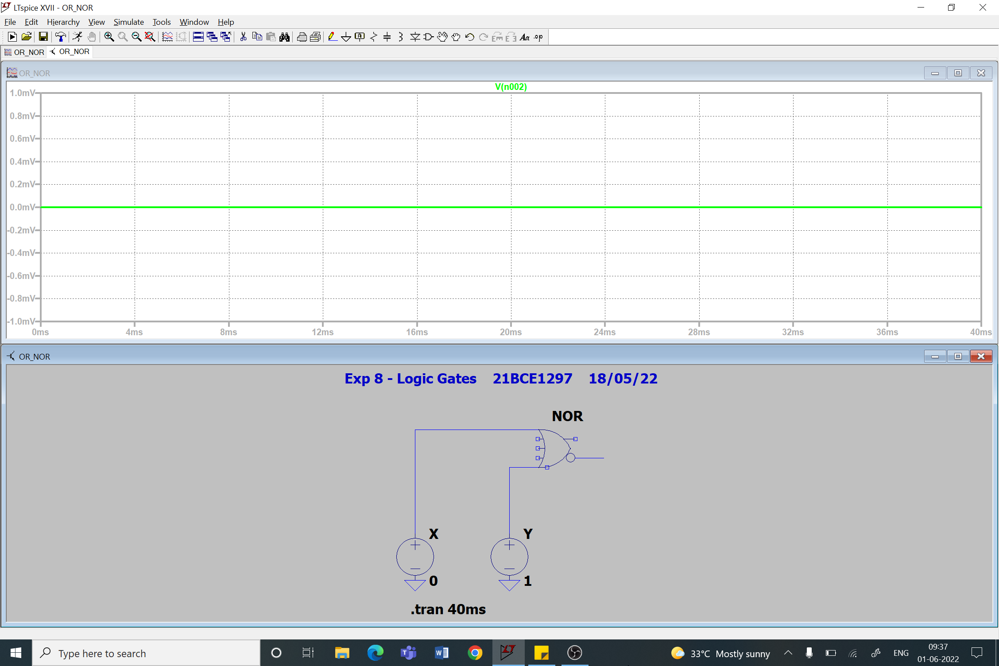 LTspice XVII - OR_NOR
File Edit Hierarchy View Simulate Tools Window Help
OR_NOR OR_NOR
OR_NOR
V(n002)
1.0mV
0.8mV
0.6mV
0.4mV
0.2mV
0.0mV
-0.2mV
-0.4mV
-0.6mV
-0.8mV
-1.0mV
0ms 4ms 8ms 12ms 16ms 20ms 24ms 28ms 32ms 36ms 40ms
OR_NOR
Exp 8 - Logic Gates 21BCE1297 18/05/22
NOR
X Y
0 1
.tran 40ms
Type here to search
33°C Mostly sunny
ENG
09:37
01-06-2022